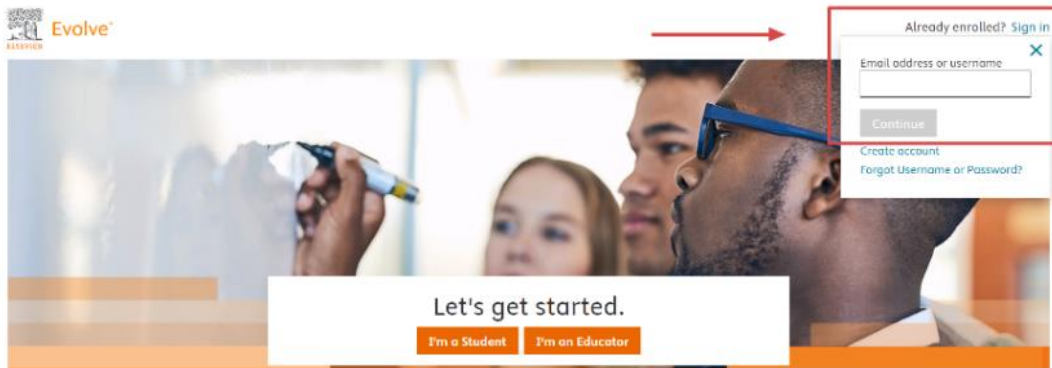 ELSEVIER
Evolve®
Already enrolled? Sign in
Email address or username
Continue
Create account
Forgot Username or Password?
Let's get started.
I'm a Student
I'm an Educator